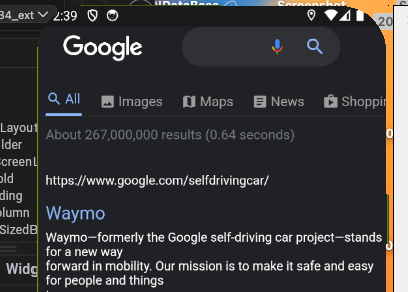 34_ext
2:39
Screenshot
20
Google
All
Images
Maps
News
Shoppin
About 267,000,000 results (0.64 seconds)
https://www.google.com/selfdrivingcar/
Waymo
Waymo—formerly the Google self-driving car project—stands
for a new way
forward in mobility. Our mission is to make it safe and easy
for people and things
Layout
lder
ScreenL
old
ding
olumn
SizedB
Widg